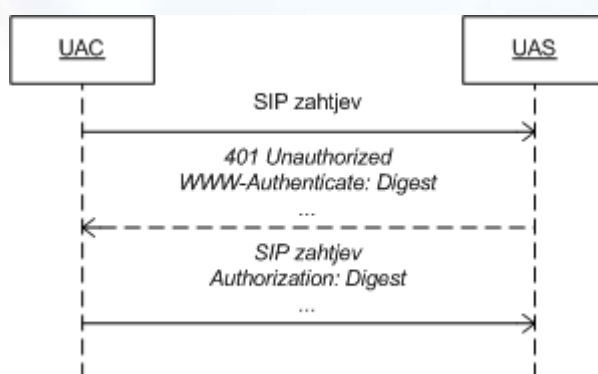 UAC
UAS
SIP zahtjev
401 Unauthorized
WWW-Authenticate: Digest
...
SIP zahtjev
Authorization: Digest
...